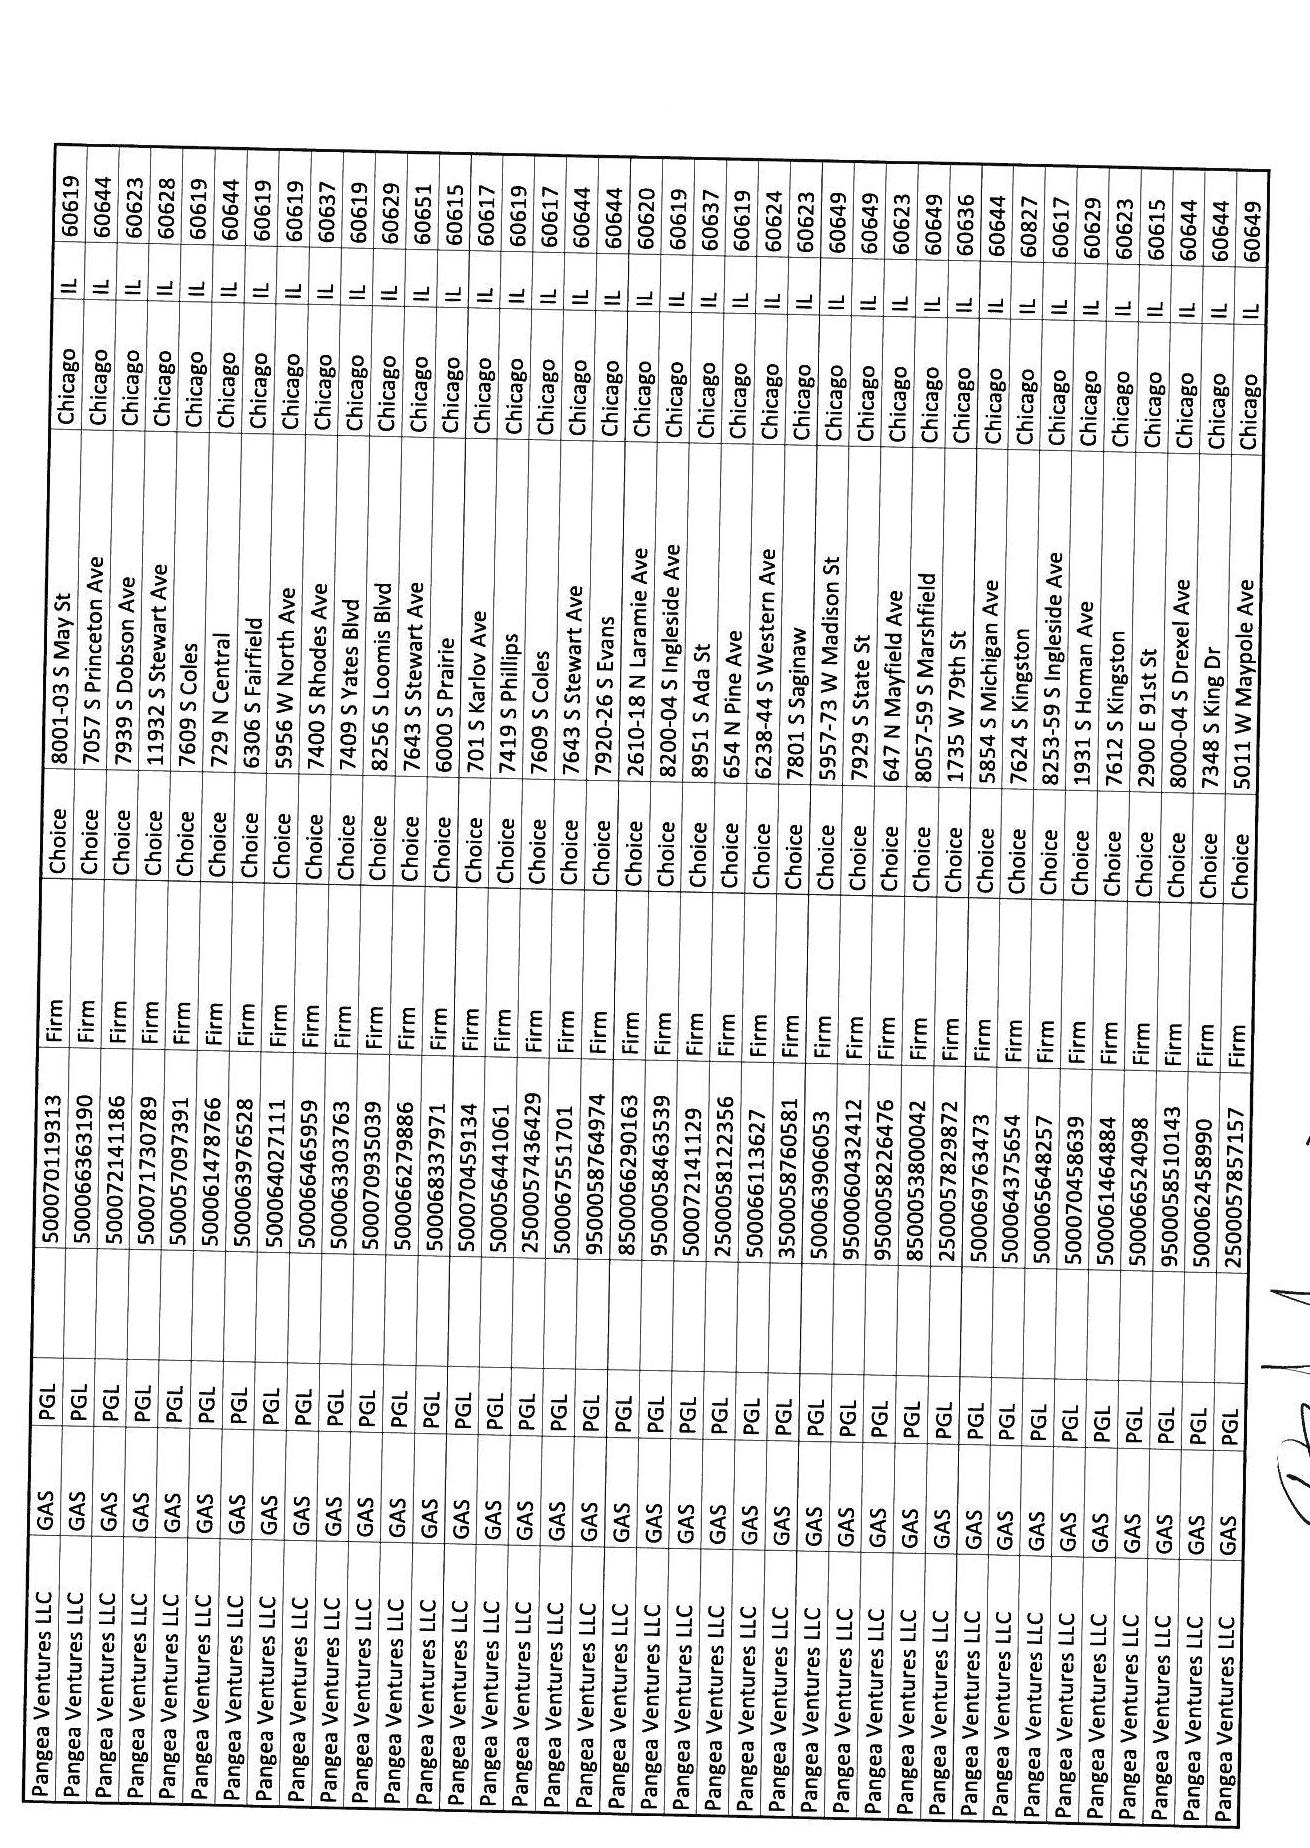 Pangea Ventures LLC GAS PGL 500070119313 Firm Choice 8001-03 S May St Chicago IL 60619
Pangea Ventures LLC GAS PGL 500066363190 Firm Choice 7057 S Princeton Ave Chicago IL 60644
Pangea Ventures LLC GAS PGL 500072141186 Firm Choice 7939 S Dobson Ave Chicago IL 60623
Pangea Ventures LLC GAS PGL 500071730789 Firm Choice 11932 S Stewart Ave Chicago IL 60628
Pangea Ventures LLC GAS PGL 500057097391 Firm Choice 7609 S Coles Chicago IL 60619
Pangea Ventures LLC GAS PGL 500061478766 Firm Choice 729 N Central Chicago IL 60644
Pangea Ventures LLC GAS PGL 500063976528 Firm Choice 6306 S Fairfield Chicago IL 60619
Pangea Ventures LLC GAS PGL 500064027111 Firm Choice 5956 W North Ave Chicago IL 60619
Pangea Ventures LLC GAS PGL 500066465959 Firm Choice 7400 S Rhodes Ave Chicago IL 60637
Pangea Ventures LLC GAS PGL 500063303763 Firm Choice 7409 S Yates Blvd Chicago IL 60619
Pangea Ventures LLC GAS PGL 500070935039 Firm Choice 8256 S Loomis Blvd Chicago IL 60629
Pangea Ventures LLC GAS PGL 500066279886 Firm Choice 7643 S Stewart Ave Chicago IL 60651
Pangea Ventures LLC GAS PGL 500068337971 Firm Choice 6000 S Prairie Chicago IL 60615
Pangea Ventures LLC GAS PGL 500070459134 Firm Choice 701 S Karlov Ave Chicago IL 60617
Pangea Ventures LLC GAS PGL 500056441061 Firm Choice 7419 S Phillips Chicago IL 60619
Pangea Ventures LLC GAS PGL 2500057436429 Firm Choice 7609 S Coles Chicago IL 60617
Pangea Ventures LLC GAS PGL 500067551701 Firm Choice 7643 S Stewart Ave Chicago IL 60644
Pangea Ventures LLC GAS PGL 9500058764974 Firm Choice 7920-26 S Evans Chicago IL 60644
Pangea Ventures LLC GAS PGL 8500066290163 Firm Choice 2610-18 N Laramie Ave Chicago IL 60620
Pangea Ventures LLC GAS PGL 9500058463539 Firm Choice 8200-04 S Ingleside Ave Chicago IL 60619
Pangea Ventures LLC GAS PGL 500072141129 Firm Choice 8951 S Ada St Chicago IL 60637
Pangea Ventures LLC GAS PGL 2500058122356 Firm Choice 654 N Pine Ave Chicago IL 60619
Pangea Ventures LLC GAS PGL 500066113627 Firm Choice 6238-44 S Western Ave Chicago IL 60624
Pangea Ventures LLC GAS PGL 3500058760581 Firm Choice 7801 S Saginaw Chicago IL 60623
Pangea Ventures LLC GAS PGL 500063906053 Firm Choice 5957-73 W Madison St Chicago IL 60649
Pangea Ventures LLC GAS PGL 9500060432412 Firm Choice 7929 S State St Chicago IL 60649
Pangea Ventures LLC GAS PGL 9500058226476 Firm Choice 647 N Mayfield Ave Chicago IL 60623
Pangea Ventures LLC GAS PGL 8500053800042 Firm Choice 8057-59 S Marshfield Chicago IL 60649
Pangea Ventures LLC GAS PGL 2500057829872 Firm Choice 1735 W 79th St Chicago IL 60636
Pangea Ventures LLC GAS PGL 500069763473 Firm Choice 5854 S Michigan Ave Chicago IL 60644
Pangea Ventures LLC GAS PGL 500064375654 Firm Choice 7624 S Kingston Chicago IL 60827
Pangea Ventures LLC GAS PGL 500065648257 Firm Choice 8253-59 S Ingleside Ave Chicago IL 60617
Pangea Ventures LLC GAS PGL 500070458639 Firm Choice 1931 S Homan Ave Chicago IL 60629
Pangea Ventures LLC GAS PGL 500061464884 Firm Choice 7612 S Kingston Chicago IL 60623
Pangea Ventures LLC GAS PGL 500066524098 Firm Choice 2900 E 91st St Chicago IL 60615
Pangea Ventures LLC GAS PGL 9500058510143 Firm Choice 8000-04 S Drexel Ave Chicago IL 60644
Pangea Ventures LLC GAS PGL 500062458990 Firm Choice 7348 S King Dr Chicago IL 60644
Pangea Ventures LLC GAS PGL 2500057857157 Firm Choice 5011 W Maypole Ave Chicago IL 60649